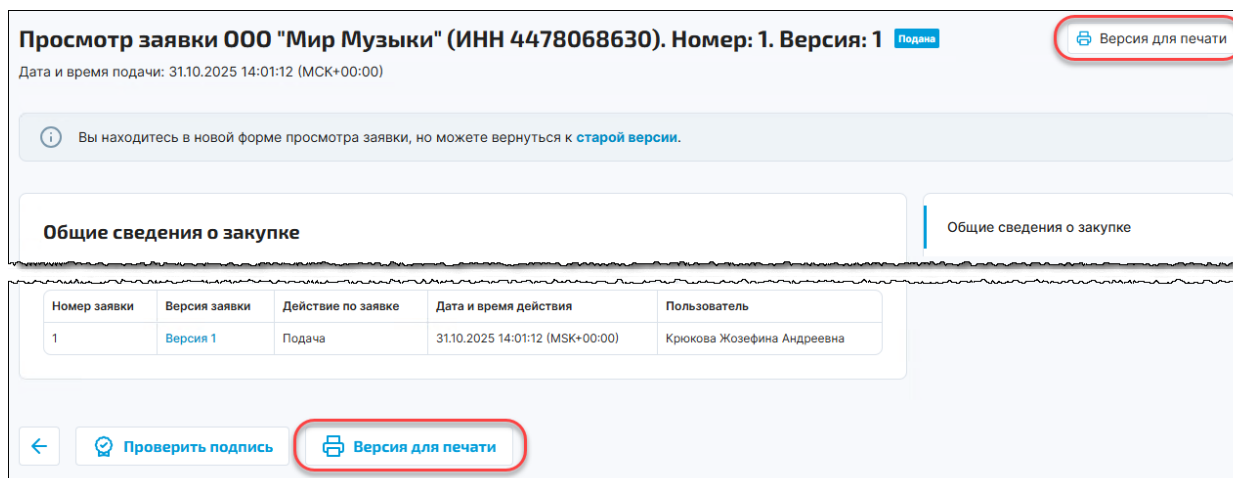 Просмотр заявки ООО "Мир Музыки" (ИНН 4478068630). Номер: 1. Версия: 1 Подана
Версия для печати
Дата и время подачи: 31.10.2025 14:01:12 (МСК+00:00)
Вы находитесь в новой форме просмотра заявки, но можете вернуться к старой версии.
Общие сведения о закупке
Общие сведения о закупке
Номер заявки Версия заявки Действие по заявке Дата и время действия Пользователь
1 Версия 1 Подача 31.10.2025 14:01:12 (MSK+00:00) Крюкова Жозефина Андреевна
Проверить подпись Версия для печати